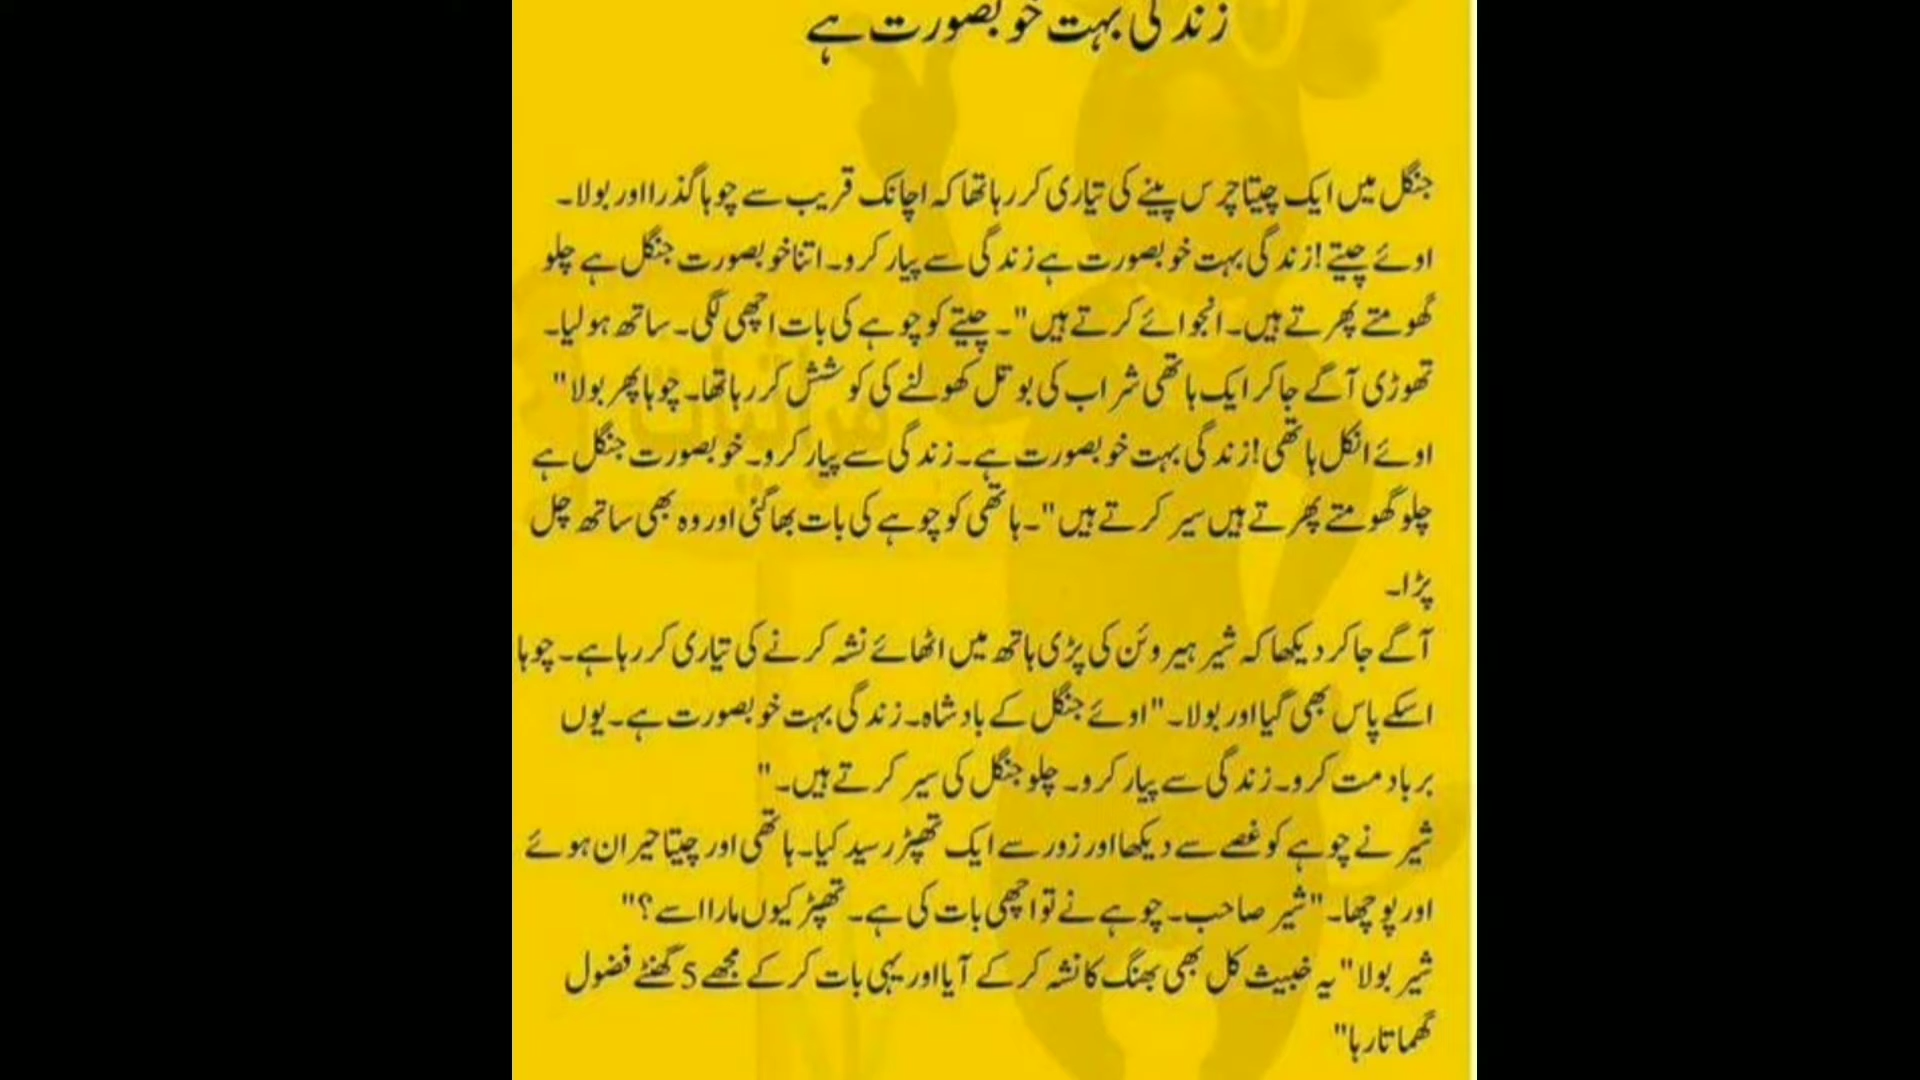 زندگی بہت خوبصورت ہے
جنگل میں ایک چیتا چرس پینے کی تیاری کر رہا تھا کہ اچانک قریب سے چوہا گذرا اور بولا۔
اوئے چیتے !زندگی بہت خوبصورت ہے زندگی سے پیار کرو۔ اتنا خوبصورت جنگل ہے چلو
گھومتے پھرتے ہیں۔ انجوائے کرتے ہیں"۔ چیتے کو چوہے کی بات اچھی لگی۔ ساتھ ہو لیا۔
تھوڑی آگے جا کر ایک ہاتھی شراب کی بوتل کھولنے کی کوشش کر رہا تھا۔ چوہا پھر بولا"
اوئے انکل ہاتھی !زندگی بہت خوبصورت ہے۔ زندگی سے پیار کرو۔ خوبصورت جنگل ہے
چلو گھومتے پھرتے ہیں سیر کرتے ہیں"۔ ہاتھی کو چوہے کی بات بھا گئی اور وہ بھی ساتھ چل
پڑا۔
آگے جا کر دیکھا کہ شیر ہیروئن کی پڑی ہاتھ میں اٹھائے نشہ کرنے کی تیاری کر رہا ہے۔ چوہا
اسکے پاس بھی گیا اور بولا۔ "اوئے جنگل کے بادشاہ۔ زندگی بہت خوبصورت ہے۔ یوں
برباد مت کرو۔ زندگی سے پیار کرو۔ چلو جنگل کی سیر کرتے ہیں۔"
شیر نے چوہے کو غصے سے دیکھا اور زور سے ایک تھپڑ رسید کیا۔ ہاتھی اور چیتا حیران ہوئے
اور پوچھا۔ "شیر صاحب۔ چوہے نے تو اچھی بات کی ہے۔ تھپڑ کیوں مارا اسے؟"
شیر بولا "یہ خبیث کل بھی بھنگ کا نشہ کر کے آیا اور یہی بات کر کے مجھے 5 گھنٹے فضول
گھماتا رہا"